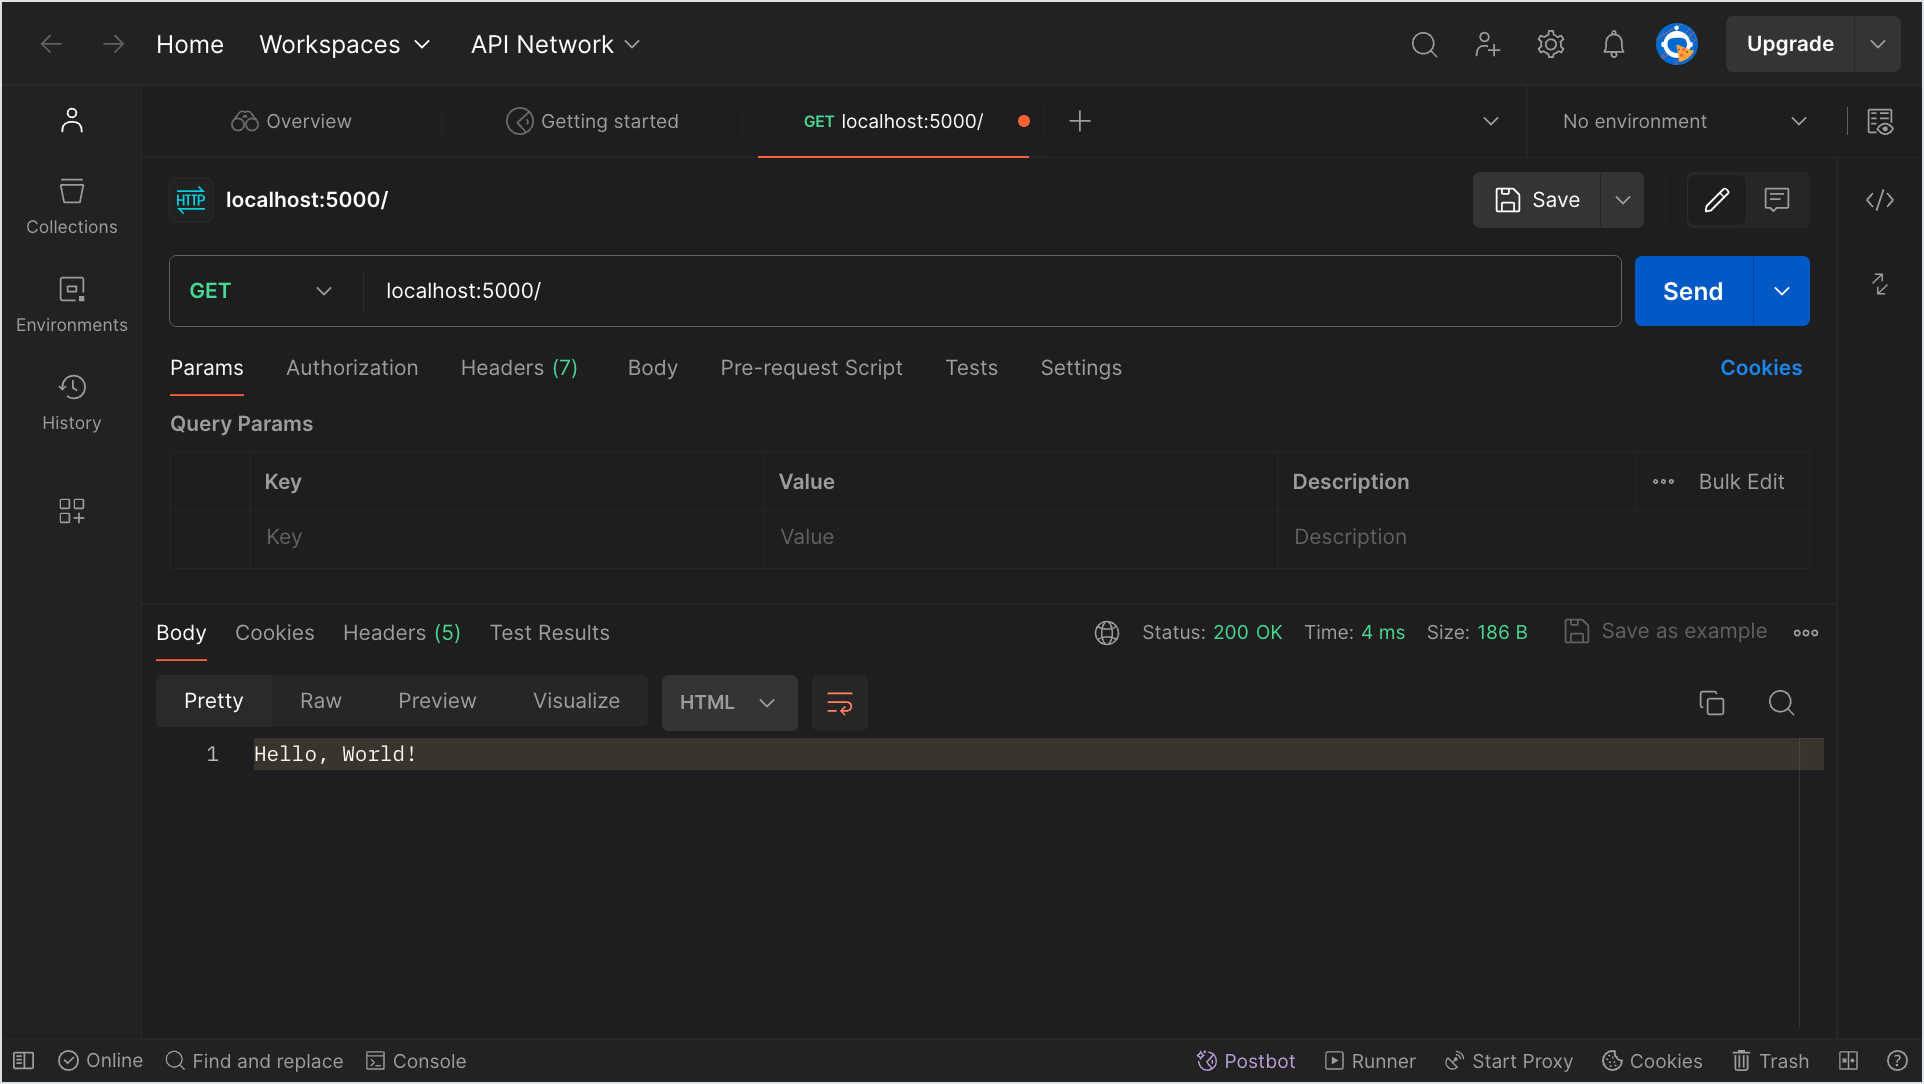 Home Workspaces API Network Upgrade
Overview Getting started GET localhost:5000/ No environment
HTTP localhost:5000/ Save
Collections
GET localhost:5000/ Send
Environments
Params Authorization Headers (7) Body Pre-request Script Tests Settings Cookies
History
Query Params
Key Value Description Bulk Edit
Key Value Description
Body Cookies Headers (5) Test Results Status: 200 OK Time: 4 ms Size: 186 B Save as example
Pretty Raw Preview Visualize HTML
1 Hello, World!
Online Find and replace Console Postbot Runner Start Proxy Cookies Trash